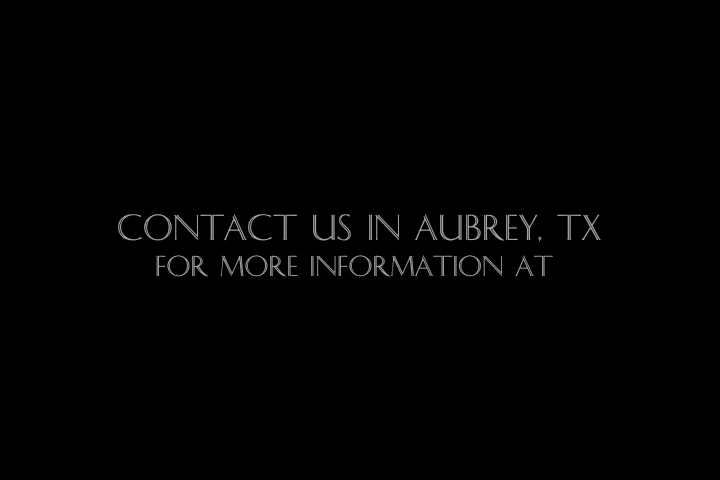 CONTACT US IN AUBREY, TX
FOR MORE INFORMATION AT